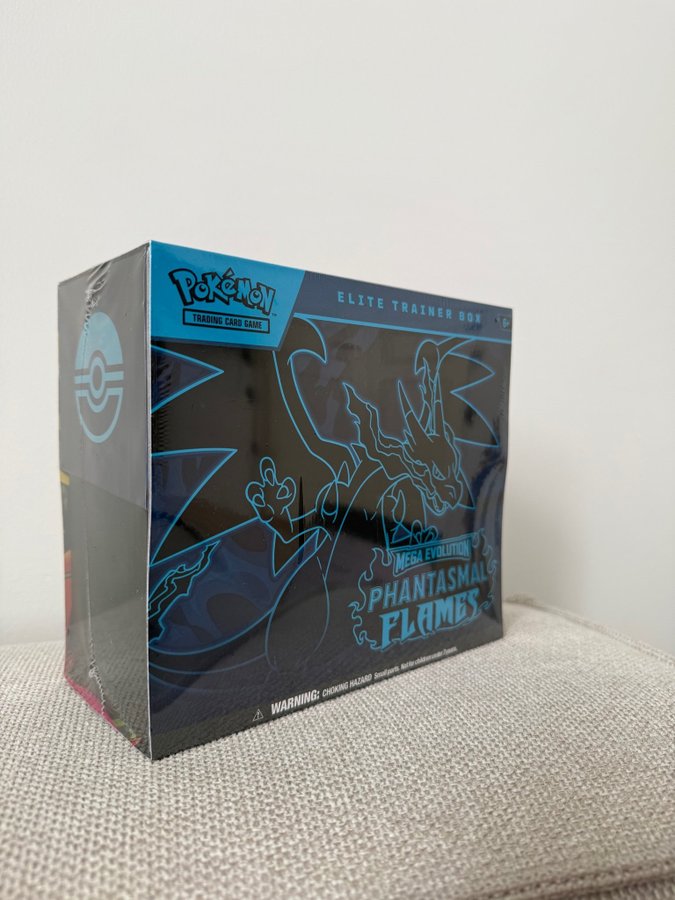 POKéMON
TRADING CARD GAME
ELITE TRAINER BOX
6+
MEGA EVOLUTION
PHANTASMAL
FLAMES
WARNING: CHOKING HAZARD Small parts. Not for children under 3 years.